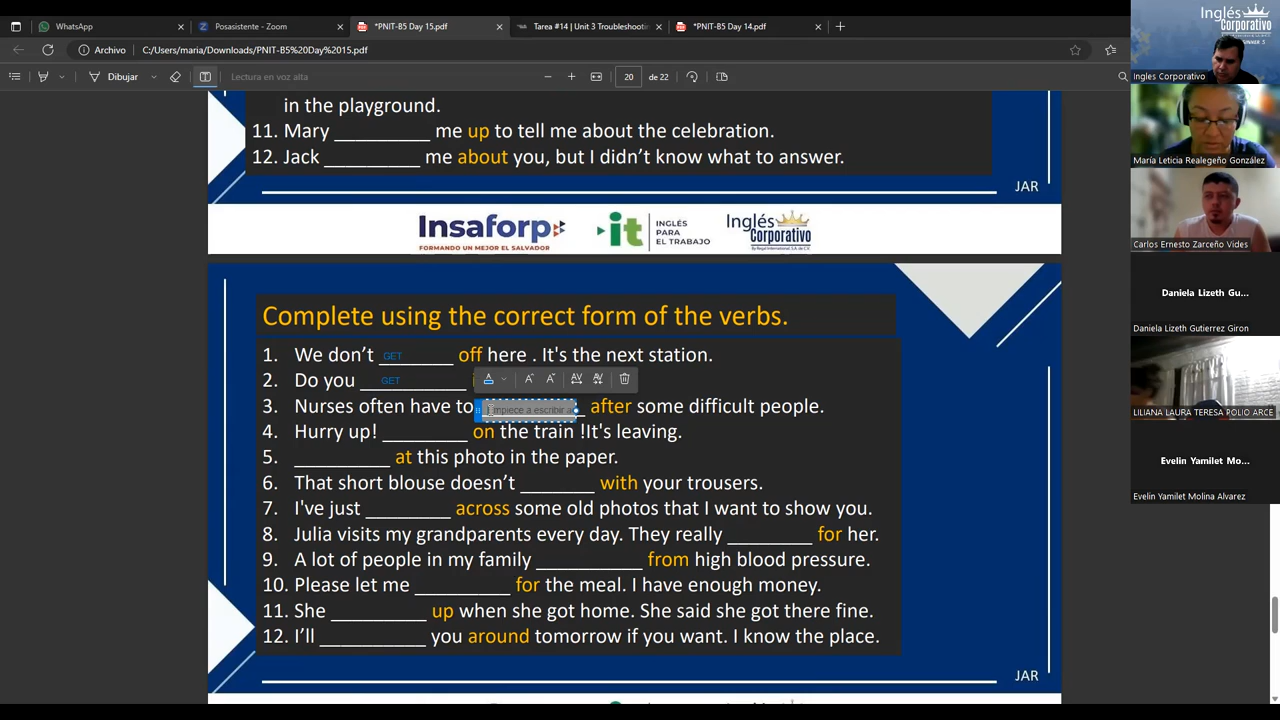 WhatsApp
Posasistente - Zoom
*PNIT-B5 Day 15.pdf
Tarea #14 | Unit 3 Troubleshootin
*PNIT-B5 Day 14.pdf
Archivo
C:/Users/maria/Downloads/PNIT-B5%20Day%2015.pdf
Dibujar
Lectura en voz alta
20
de 22
in the playground.
11. Mary __________ me up to tell me about the celebration.
12. Jack __________ me about you, but I didn't know what to answer.
JAR
Insaforp
FORMANDO UN MEJOR EL SALVADOR
it
INGLÉS
PARA
EL TRABAJO
Inglés
Corporativo
Complete using the correct form of the verbs.
1. We don't GET off here . It's the next station.
2. Do you GET
3. Nurses often have to empiece a escribir a after some difficult people.
4. Hurry up! ________ on the train !It's leaving.
5. _________ at this photo in the paper.
6. That short blouse doesn't _______ with your trousers.
7. I've just ________ across some old photos that I want to show you.
8. Julia visits my grandparents every day. They really ________ for her.
9. A lot of people in my family __________ from high blood pressure.
10. Please let me _________ for the meal. I have enough money.
11. She _________ up when she got home. She said she got there fine.
12. I'll __________ you around tomorrow if you want. I know the place.
JAR
Inglés
Corporativo
Ingles Corporativo
María Leticia Realegeño González
Carlos Ernesto Zarceño Vides
Daniela Lizeth Gu...
Daniela Lizeth Gutierrez Giron
LILIANA LAURA TERESA POLIO ARCE
Evelin Yamilet Mo...
Evelin Yamilet Molina Alvarez